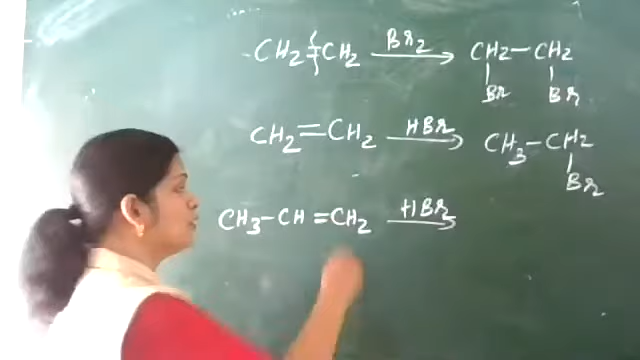 CH2=CH2 Br2→ CH2-CH2
Br Br
CH2=CH2 HBr→ CH3-CH2
Br
CH3-CH=CH2 HBr→